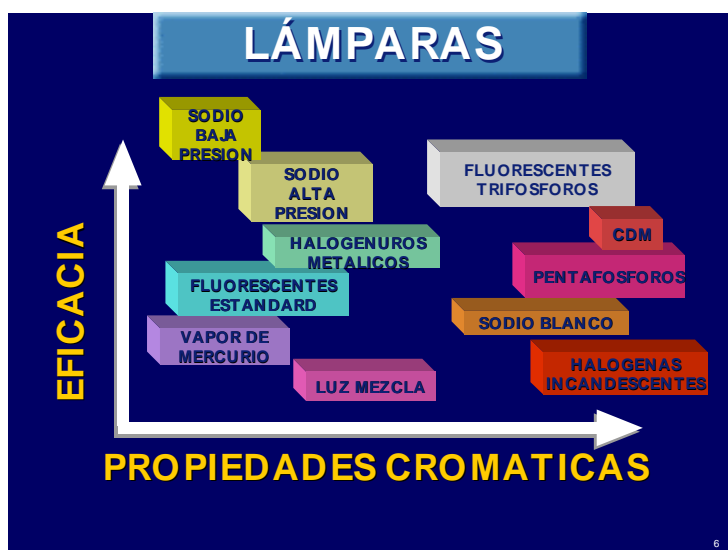 LÁMPARAS
SODIO
BAJA
PRESION
SODIO
ALTA
PRESION
FLUORESCENTES
TRIFOSFOROS
CDM
HALOGENUROS
METALICOS
PENTAFOSFOROS
FLUORESCENTES
ESTANDARD
SODIO BLANCO
VAPOR DE
MERCURIO
HALOGENAS
INCANDESCENTES
LUZ MEZCLA
EFICACIA
PROPIEDADES CROMATICAS
6